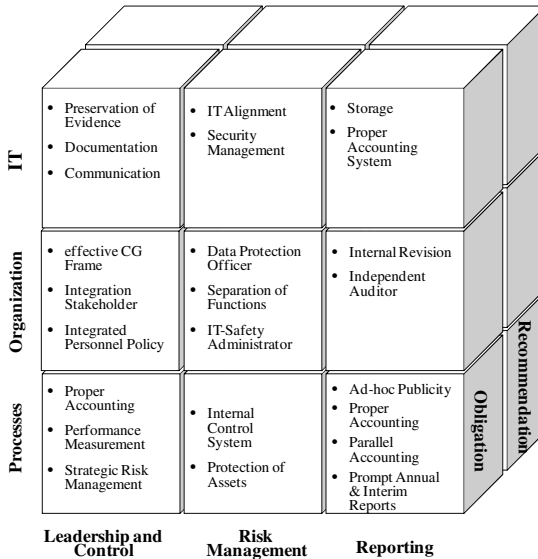 IT
• Preservation of
Evidence
• Documentation
• Communication
• IT Alignment
• Security
Management
• Storage
• Proper
Accounting
System
Organization
• effective CG
Frame
• Integration
Stakeholder
• Integrated
Personnel Policy
• Data Protection
Officer
• Separation of
Functions
• IT-Safety
Administrator
• Internal Revision
• Independent
Auditor
Processes
• Proper
Accounting
• Performance
Measurement
• Strategic Risk
Management
• Internal
Control
System
• Protection of
Assets
• Ad-hoc Publicity
• Proper
Accounting
• Parallel
Accounting
• Prompt Annual
& Interim
Reports
Obligation
Recommendation
Leadership and
Control
Risk
Management
Reporting